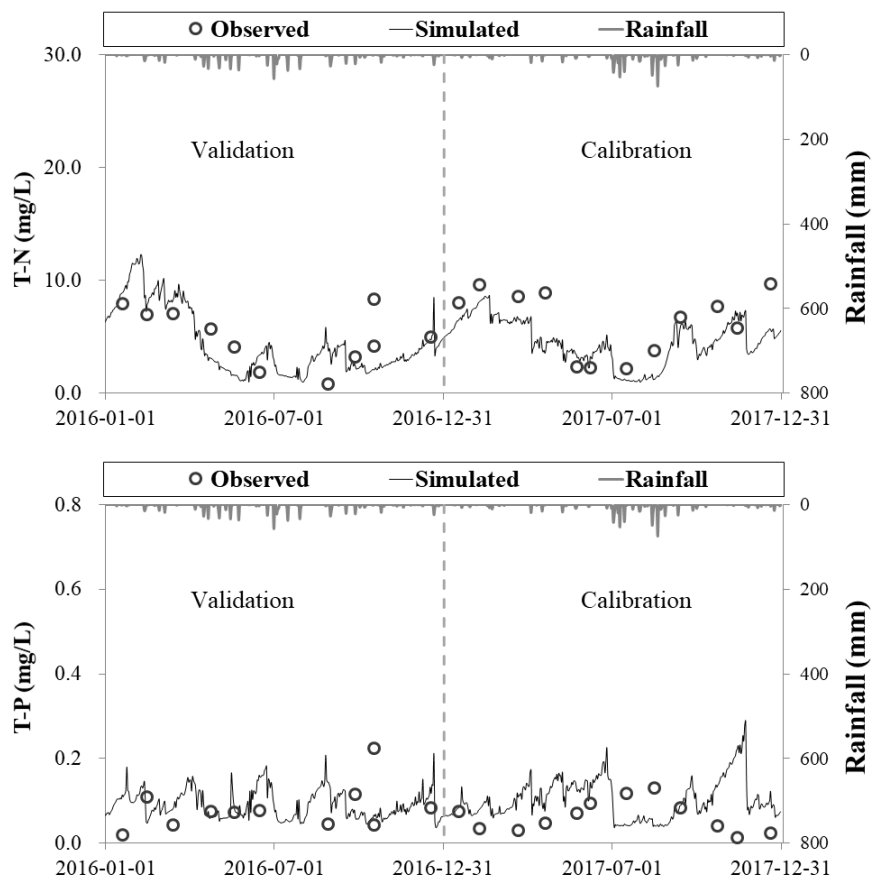 Observed Simulated Rainfall
30.0 0
Validation Calibration
200
20.0
T-N (mg/L)
Rainfall (mm)
400
10.0
600
0.0 800
2016-01-01 2016-07-01 2016-12-31 2017-07-01 2017-12-31
Observed Simulated Rainfall
0.8 0
0.6 200
Validation Calibration
T-P (mg/L)
Rainfall (mm)
0.4 400
0.2 600
0.0 800
2016-01-01 2016-07-01 2016-12-31 2017-07-01 2017-12-31